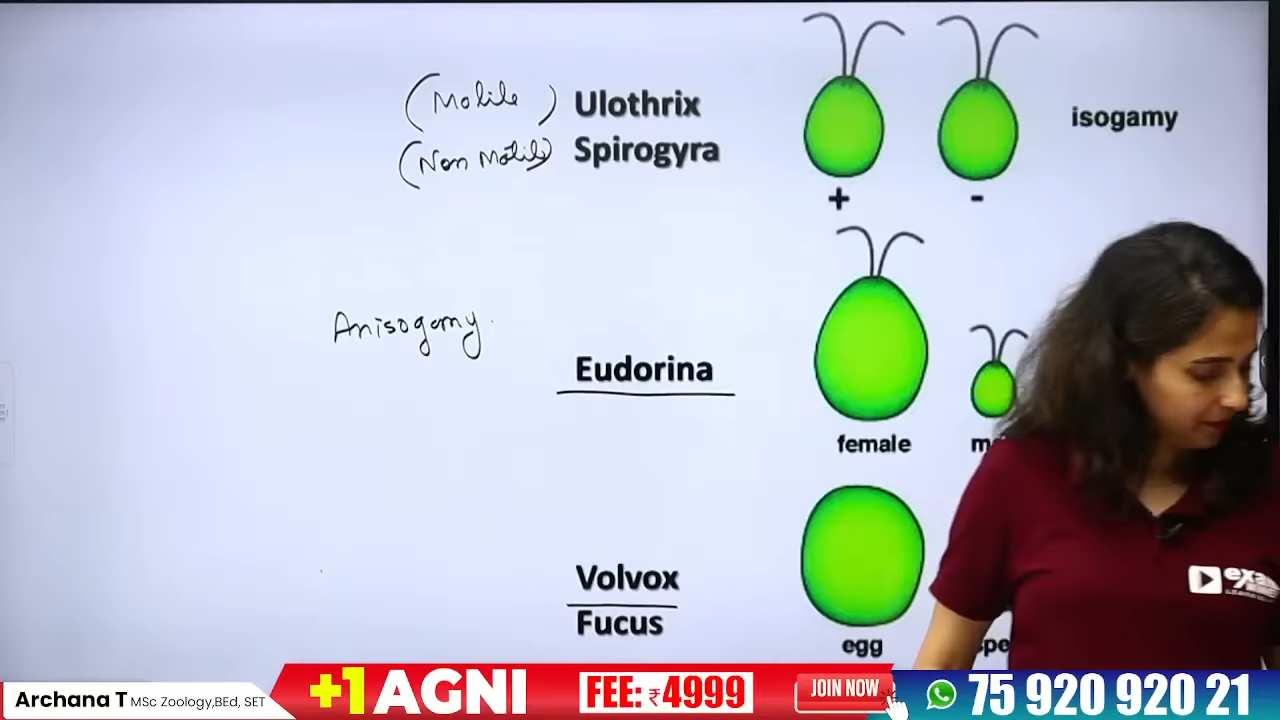 (Motile) Ulothrix
(Non Motile) Spirogyra
isogamy
+ -
Anisogamy.
Eudorina
female
Volvox
Fucus
egg
Archana T MSc Zoology,BEd, SET
+1 AGNI
FEE: ₹4999
JOIN NOW
75 920 920 21